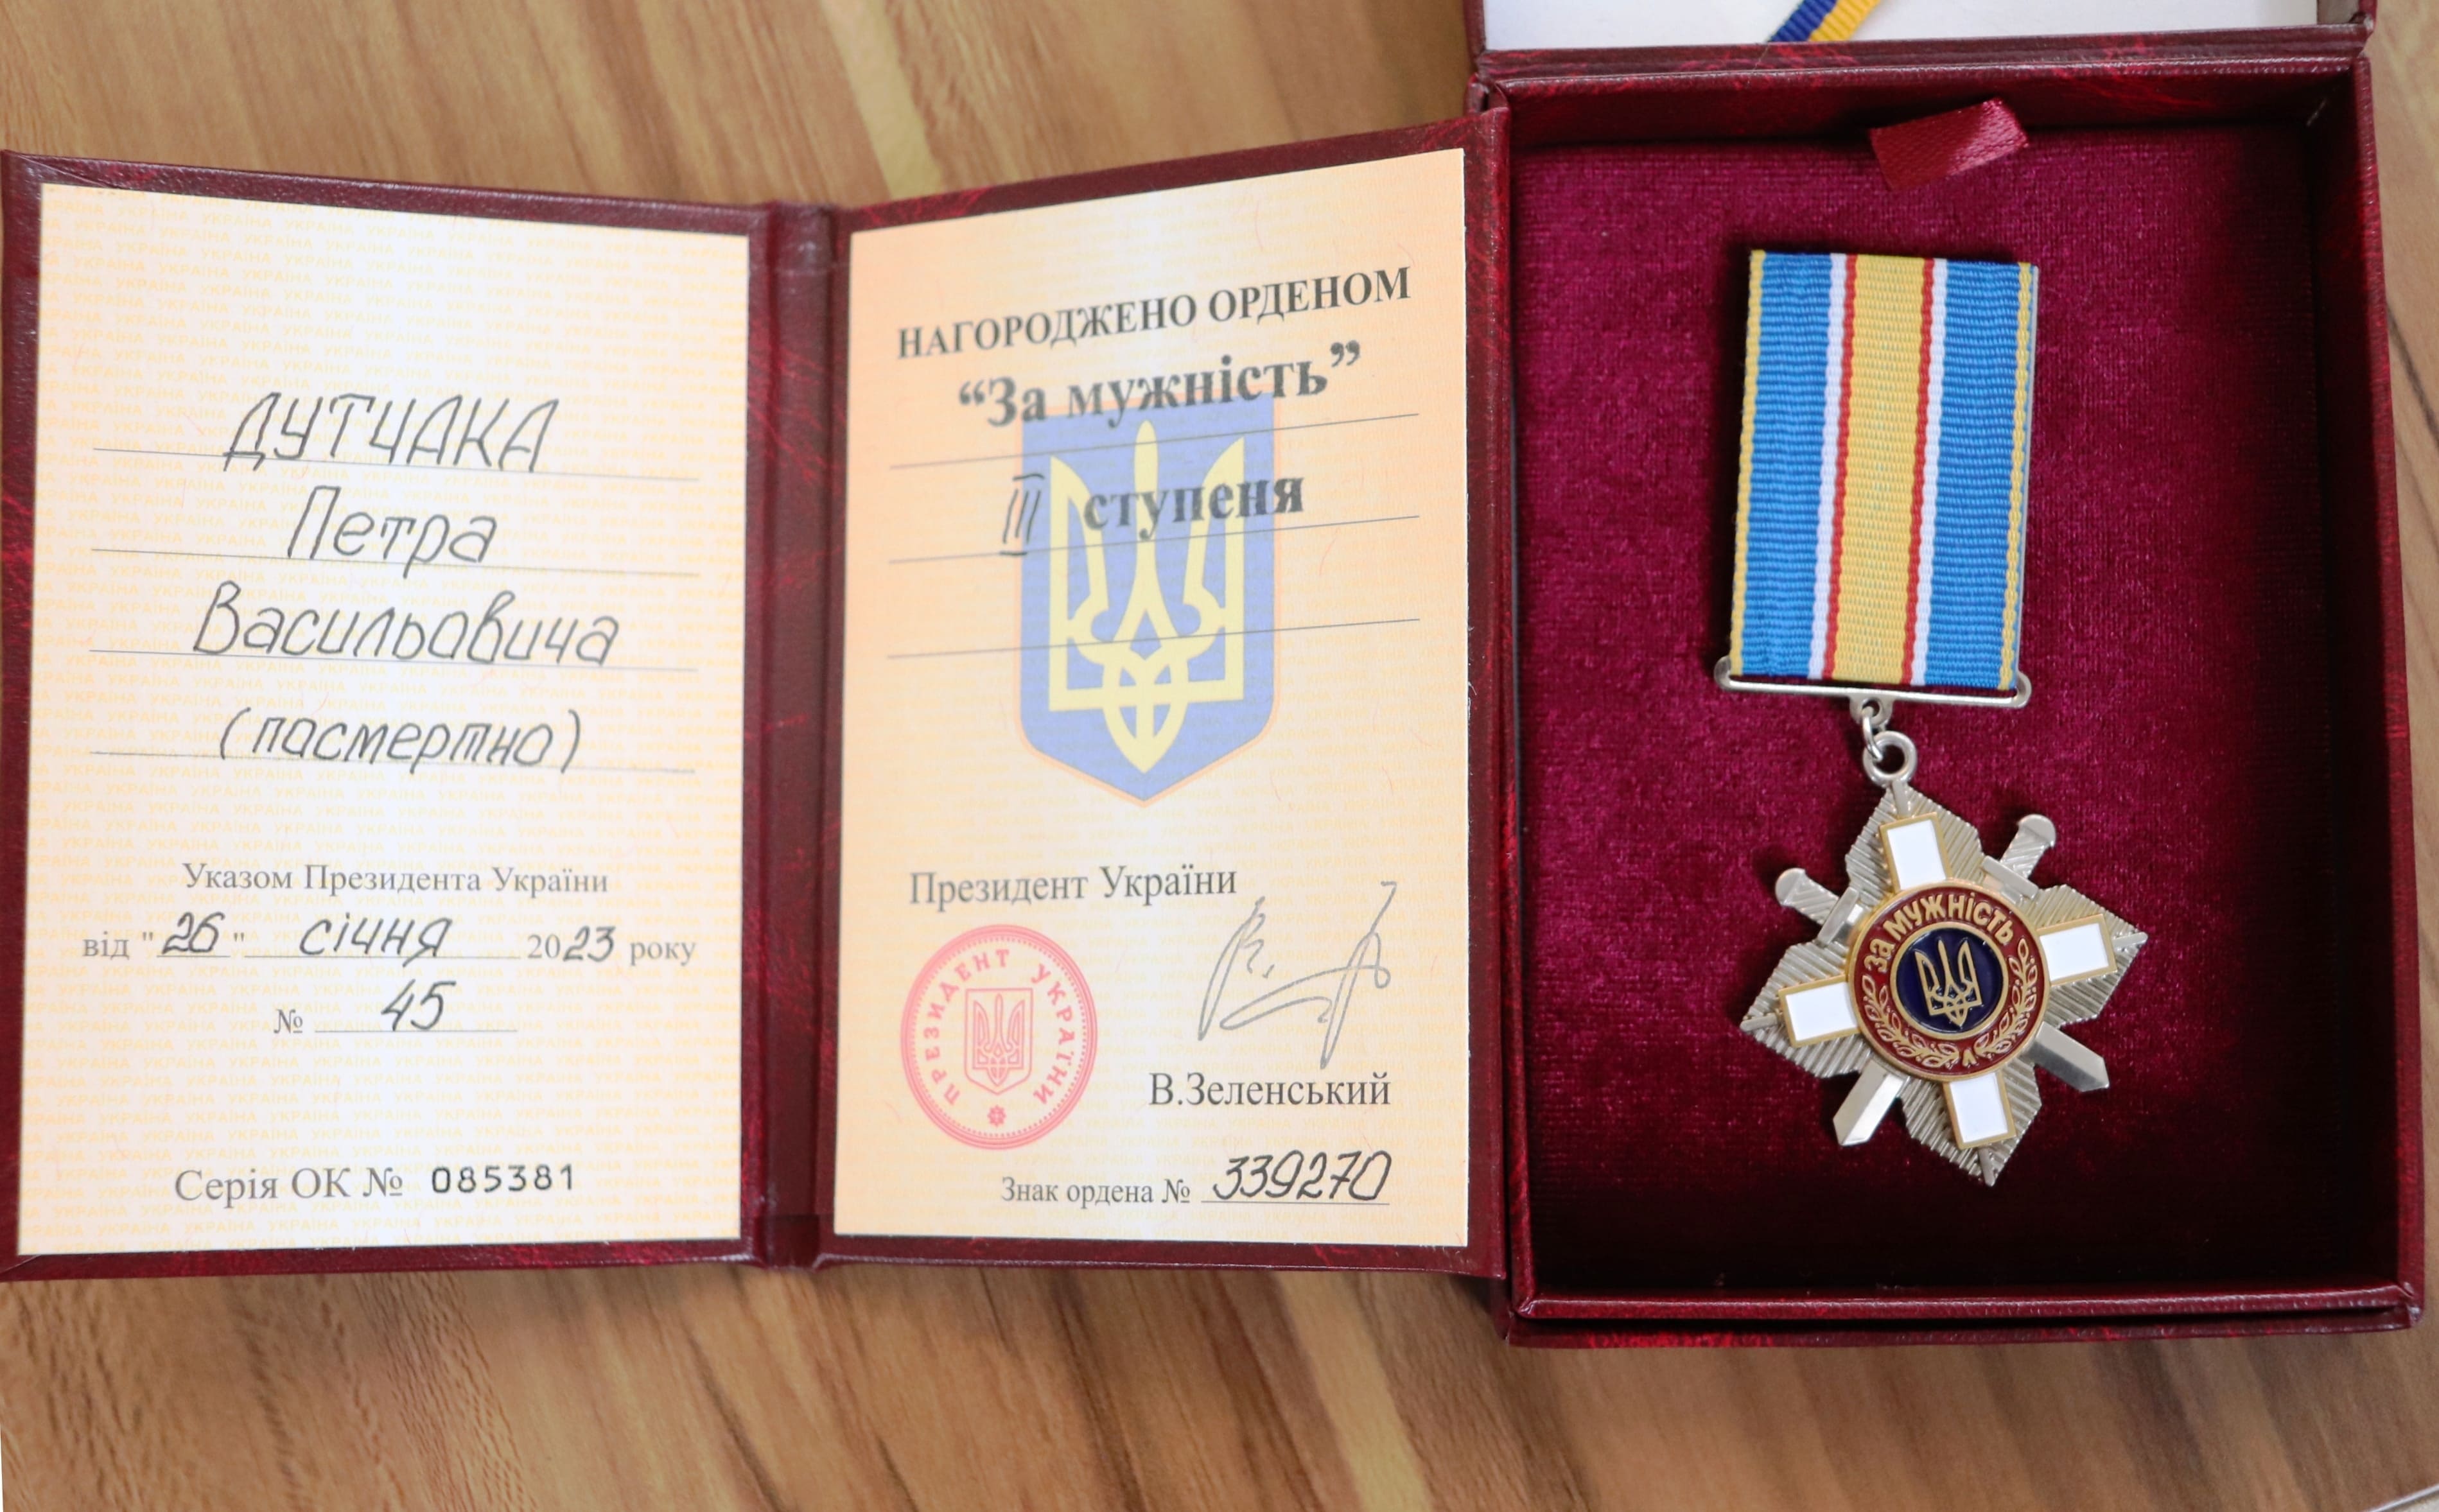 ДУТЧАКА
Петра
Васильовича
(посмертно)
Указом Президента України
від "26" січня 2023 року
№ 45
Серія ОК № 085381
НАГОРОДЖЕНО ОРДЕНОМ
“За мужність”
III ступеня
Президент України
ПРЕЗИДЕНТ УКРАЇНИ
В.Зеленський
Знак ордена № 339270
За МУЖНІСТЬ